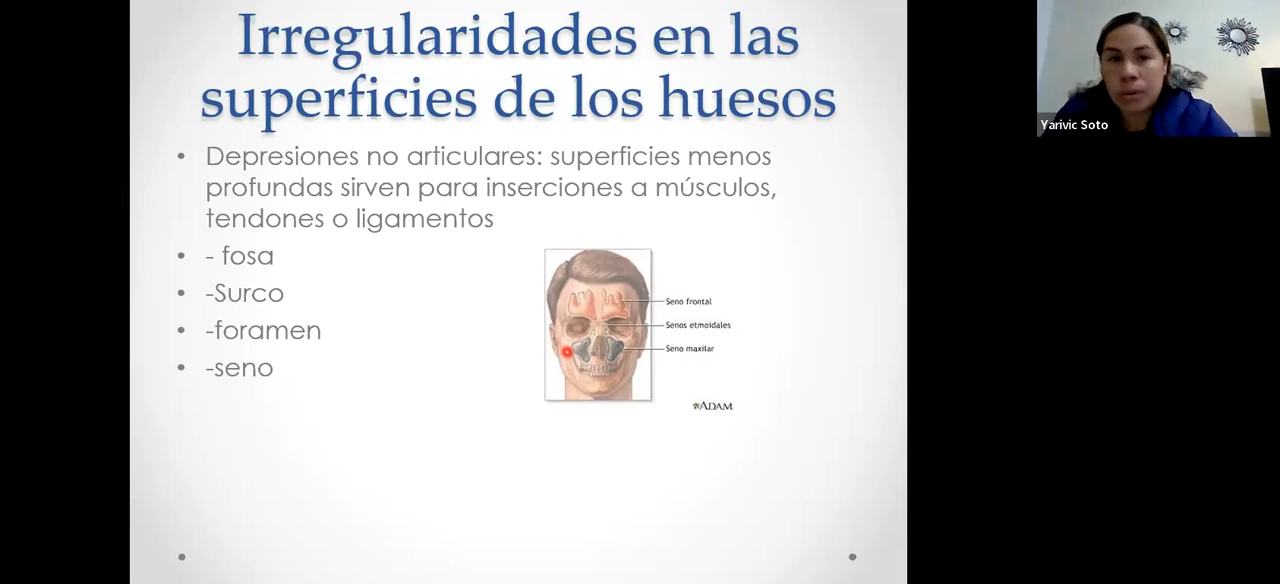 Irregularidades en las
superficies de los huesos
• Depresiones no articulares: superficies menos
profundas sirven para inserciones a músculos,
tendones o ligamentos
• - fosa
• -Surco
• -foramen
• -seno
Seno frontal
Senos etmoidales
Seno maxilar
ADAM.
Yarivic Soto